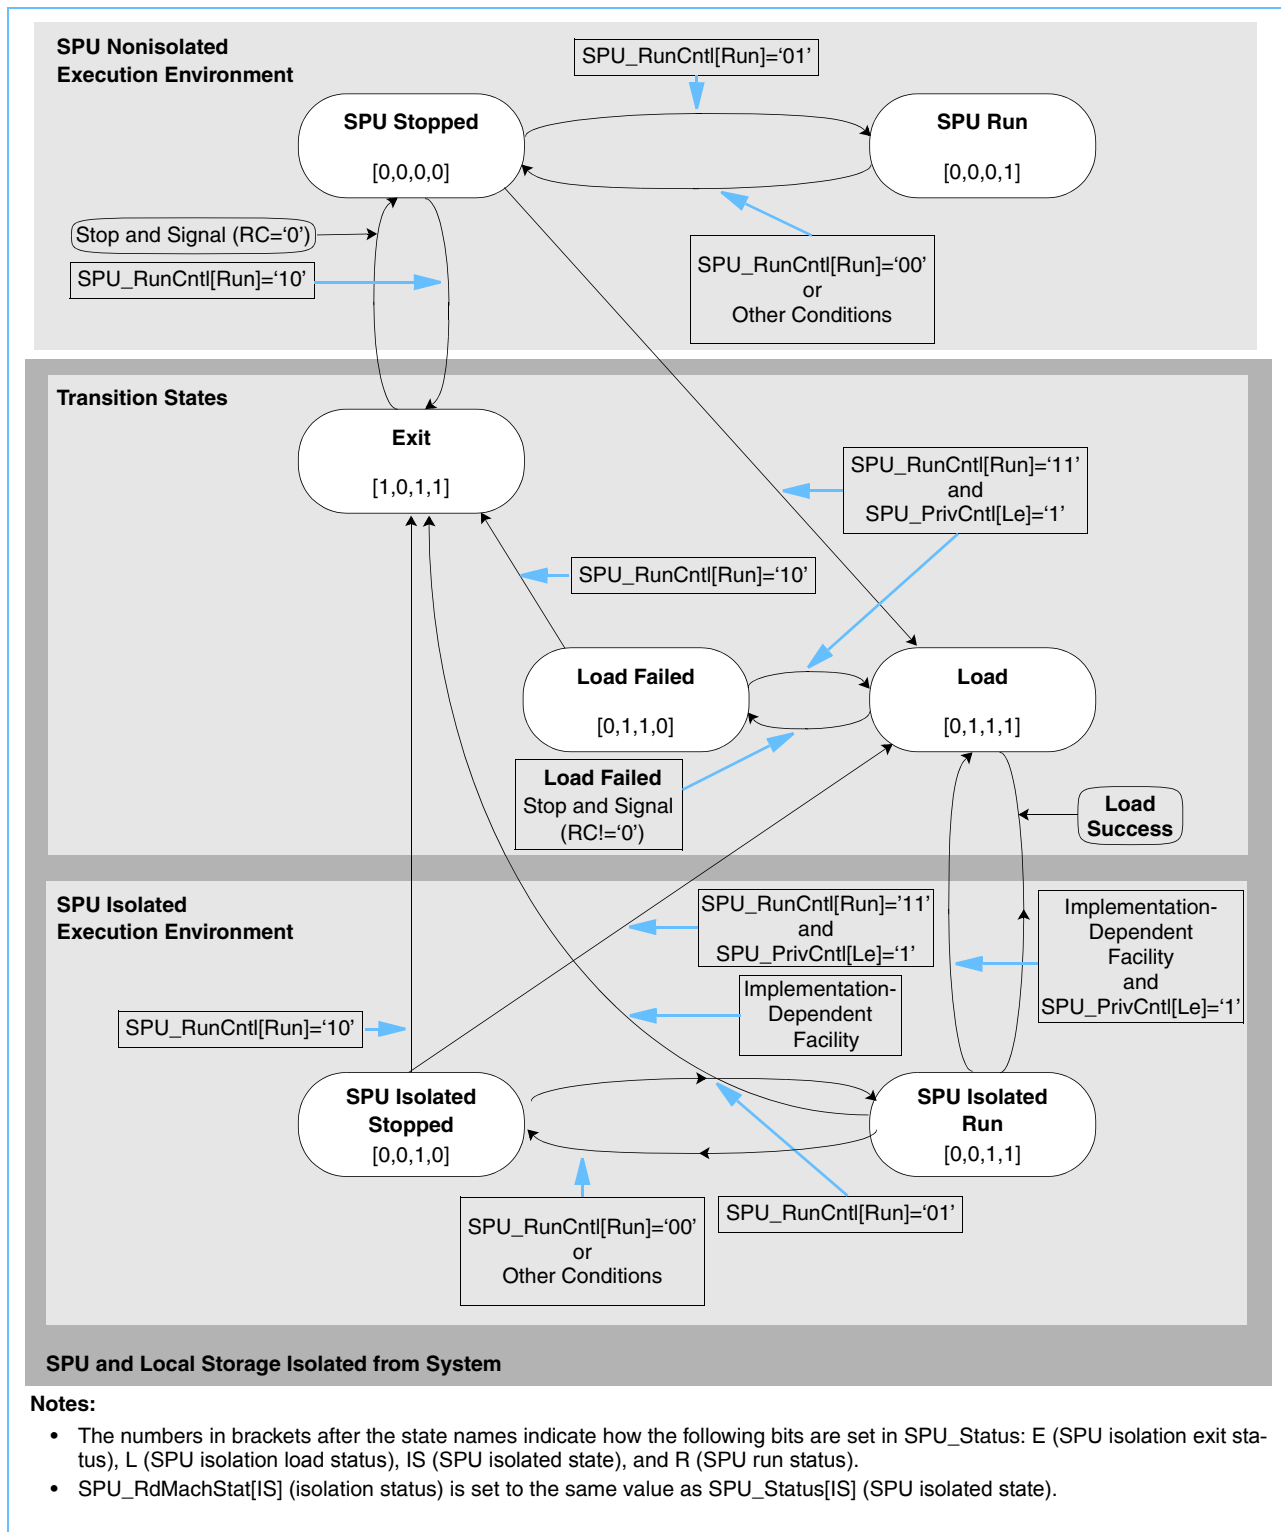 SPU Nonisolated
Execution Environment
SPU_RunCntl[Run]=‘01’
SPU Stopped
[0,0,0,0]
SPU Run
[0,0,0,1]
Stop and Signal (RC=‘0’)
SPU_RunCntl[Run]=‘10’
SPU_RunCntl[Run]=‘00’
or
Other Conditions
Transition States
Exit
[1,0,1,1]
SPU_RunCntl[Run]=‘11’
and
SPU_PrivCntl[Le]=‘1’
SPU_RunCntl[Run]=‘10’
Load Failed
[0,1,1,0]
Load
[0,1,1,1]
Load Failed
Stop and Signal
(RC!=‘0’)
Load
Success
SPU Isolated
Execution Environment
SPU_RunCntl[Run]=‘11’
and
SPU_PrivCntl[Le]=‘1’
Implementation-
Dependent
Facility
and
SPU_PrivCntl[Le]=‘1’
Implementation-
Dependent
Facility
SPU_RunCntl[Run]=‘10’
SPU Isolated
Stopped
[0,0,1,0]
SPU Isolated
Run
[0,0,1,1]
SPU_RunCntl[Run]=‘00’
or
Other Conditions
SPU_RunCntl[Run]=‘01’
SPU and Local Storage Isolated from System
Notes:
• The numbers in brackets after the state names indicate how the following bits are set in SPU_Status: E (SPU isolation exit sta-
tus), L (SPU isolation load status), IS (SPU isolated state), and R (SPU run status).
• SPU_RdMachStat[IS] (isolation status) is set to the same value as SPU_Status[IS] (SPU isolated state).